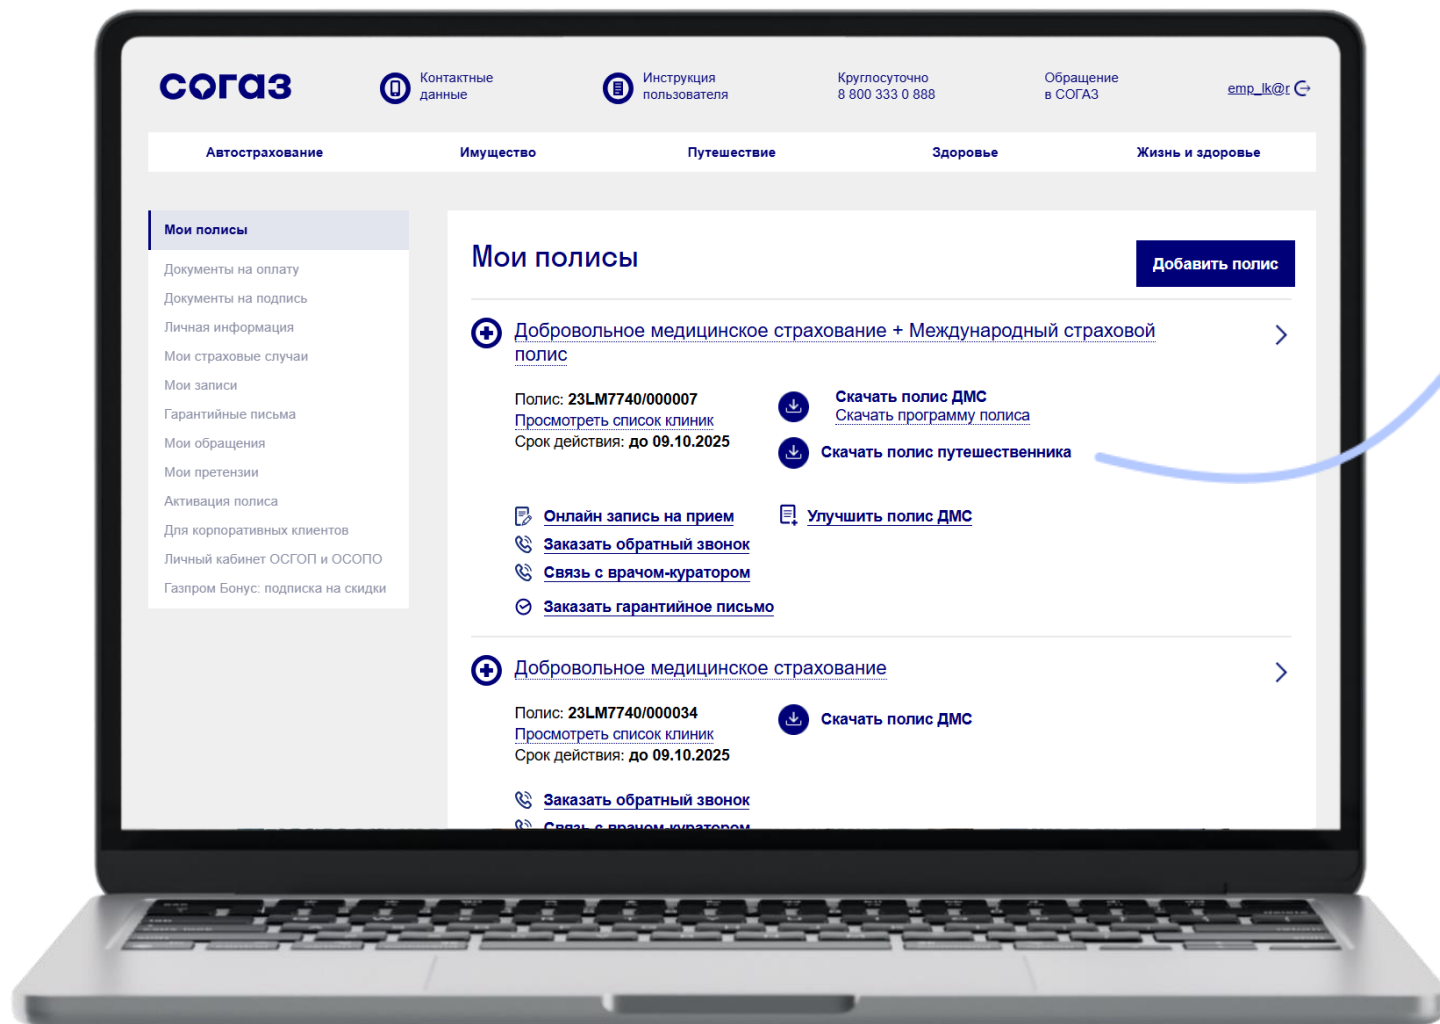 согаз
Контактные
данные
Инструкция
пользователя
Круглосуточно
8 800 333 0 888
Обращение
в СОГАЗ
emp_lk@r
Автострахование
Имущество
Путешествие
Здоровье
Жизнь и здоровье
Мои полисы
Документы на оплату
Документы на подпись
Личная информация
Мои страховые случаи
Мои записи
Гарантийные письма
Мои обращения
Мои претензии
Активация полиса
Для корпоративных клиентов
Личный кабинет ОСГОП и ОСОПО
Газпром Бонус: подписка на скидки
Мои полисы
Добавить полис
Добровольное медицинское страхование + Международный страховой
полис
Полис: 23LM7740/000007
Просмотреть список клиник
Срок действия: до 09.10.2025
Скачать полис ДМС
Скачать программу полиса
Скачать полис путешественника
Онлайн запись на прием
Улучшить полис ДМС
Заказать обратный звонок
Связь с врачом-куратором
Заказать гарантийное письмо
Добровольное медицинское страхование
Полис: 23LM7740/000034
Просмотреть список клиник
Срок действия: до 09.10.2025
Скачать полис ДМС
Заказать обратный звонок
Связь с врачом-куратором